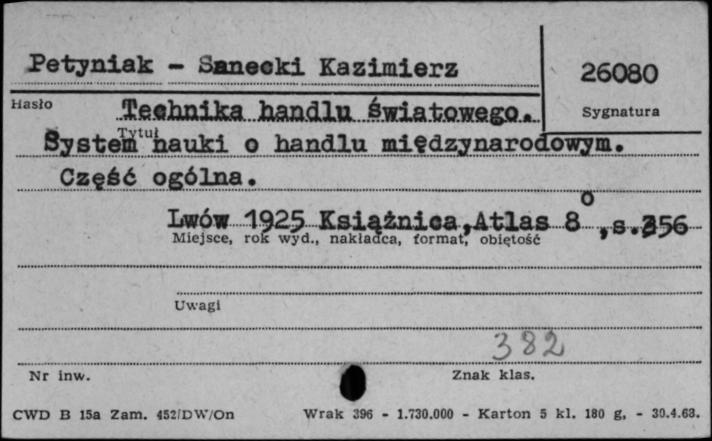 Petyniak - Sanecki Kazimierz
26080
Hasło
Sygnatura
Technika handlu Światowego.
Tytuł
System nauki o handlu międzynarodowym.
Część ogólna.
Lwów 1925 Książnica,Atlas 8o,s.356
Miejsce, rok wyd., nakładca, format, objętość
Uwagi
382
Nr inw.
Znak klas.
CWD B 15a Zam. 452/DW/On
Wrak 396 - 1.730.000 - Karton 5 kl. 180 g, - 30.4.63.